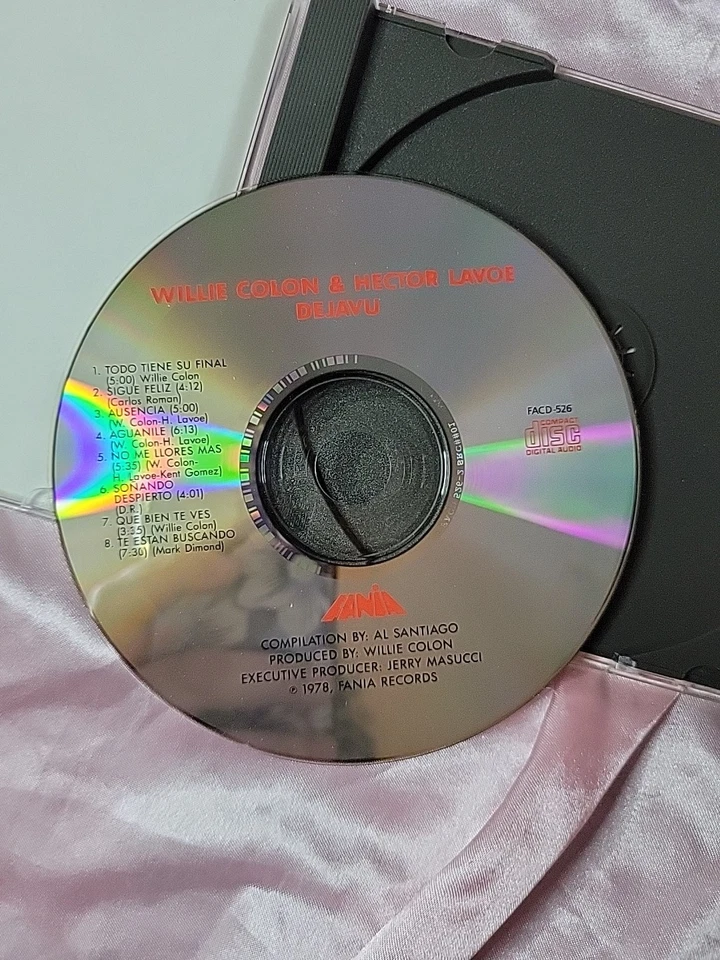 WILLIE COLON & HECTOR LAVOE
DEJAVU
1. TODO TIENE SU FINAL
(5:00) Willie Colon
2. SIGUE FELIZ (4:12)
(Carlos Roman)
3. AUSENCIA (5:00)
(W. Colon-H. Lavoe)
4. AGUANILE (6:13)
(W. Colon-H. Lavoe)
5. NO ME LLORES MAS
(5:35) (W. Colon-
H. Lavoe-Kent Gomez)
6. SONANDO
DESPIERTO (4:01)
(D.R.)
7. QUE BIEN TE VES
(3:35) (Willie Colon)
8. TE ESTAN BUSCANDO
(7:30) (Mark Dimond)
FACD-526
COMPACT
disc
DIGITAL AUDIO
FANIA
COMPILATION BY: AL SANTIAGO
PRODUCED BY: WILLIE COLON
EXECUTIVE PRODUCER: JERRY MASUCCI
℗ 1978, FANIA RECORDS